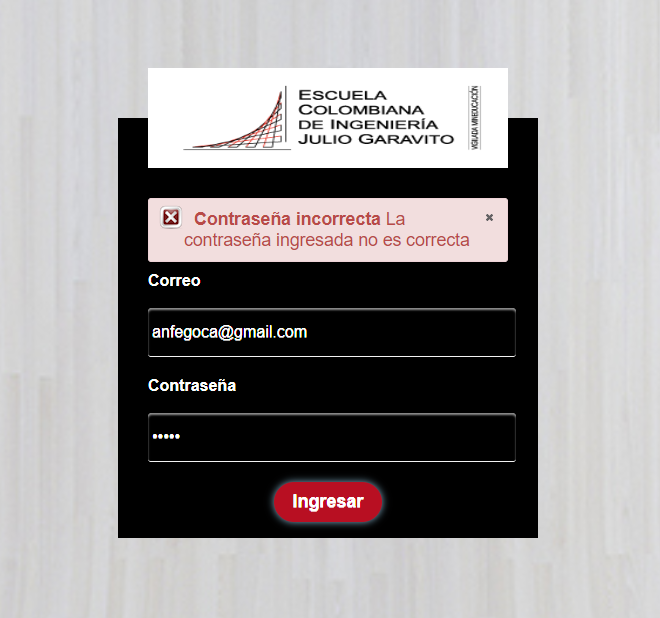 ESCUELA
COLOMBIANA
DE INGENIERÍA
JULIO GARAVITO
VIGILADA MINEDUCACIÓN
Contraseña incorrecta La
contraseña ingresada no es correcta
×
Correo
anfegoca@gmail.com
Contraseña
•••••
Ingresar